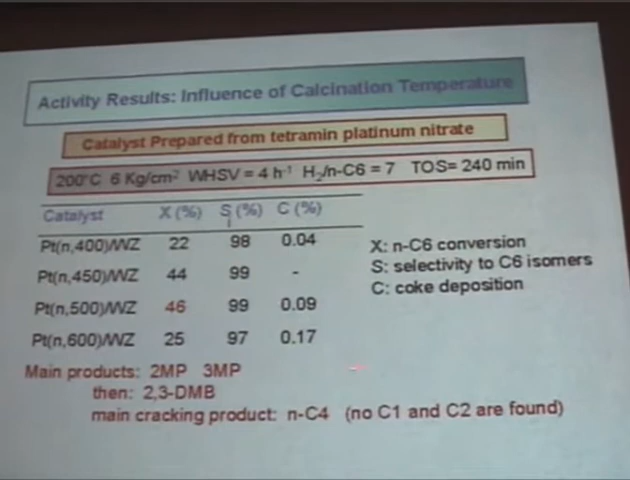 Activity Results: Influence of Calcination Temperature
Catalyst Prepared from tetramin platinum nitrate
200°C 6 Kg/cm² WHSV = 4 h⁻¹ H₂/n-C6 = 7 TOS= 240 min
Catalyst X (%) Sᵢ (%) C (%)
Pt(n,400)/WZ 22 98 0.04
Pt(n,450)/WZ 44 99 -
Pt(n,500)/WZ 46 99 0.09
Pt(n,600)/WZ 25 97 0.17
X: n-C6 conversion
S: selectivity to C6 isomers
C: coke deposition
Main products: 2MP 3MP
then: 2,3-DMB
main cracking product: n-C4 (no C1 and C2 are found)